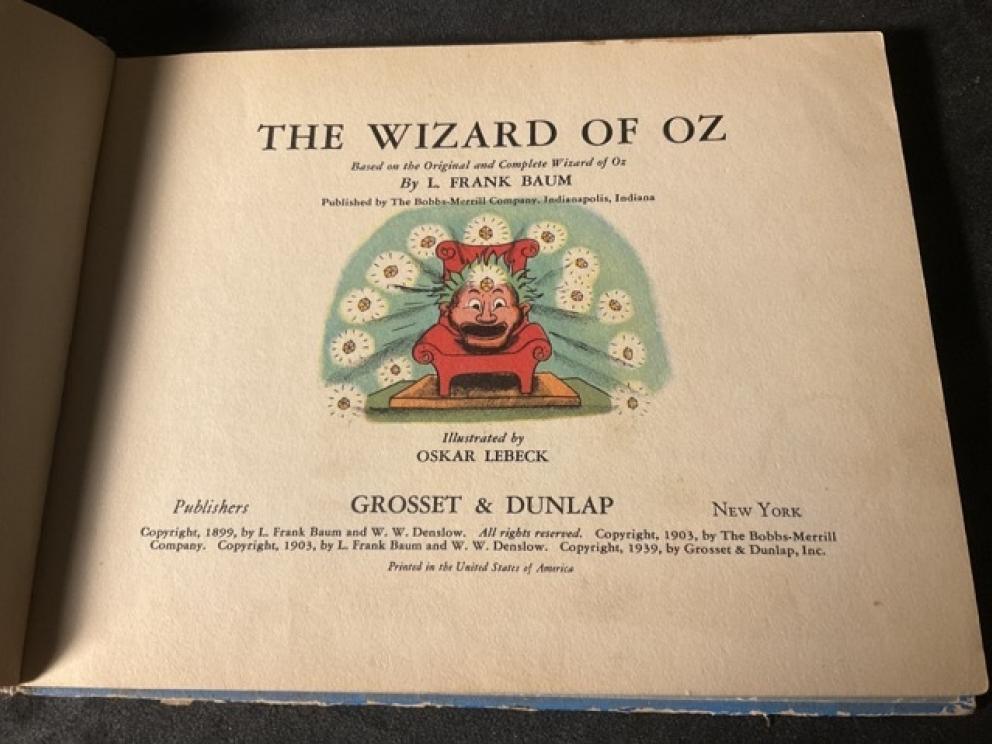 THE WIZARD OF OZ
Based on the Original and Complete Wizard of Oz
By L. FRANK BAUM
Published by The Bobbs-Merrill Company. Indianapolis, Indiana
Illustrated by
OSKAR LEBECK
Publishers GROSSET & DUNLAP NEW YORK
Copyright, 1899, by L. Frank Baum and W. W. Denslow. All rights reserved. Copyright, 1903, by The Bobbs-Merrill
Company. Copyright, 1903, by L. Frank Baum and W. W. Denslow. Copyright, 1939, by Grosset & Dunlap, Inc.
Printed in the United States of America